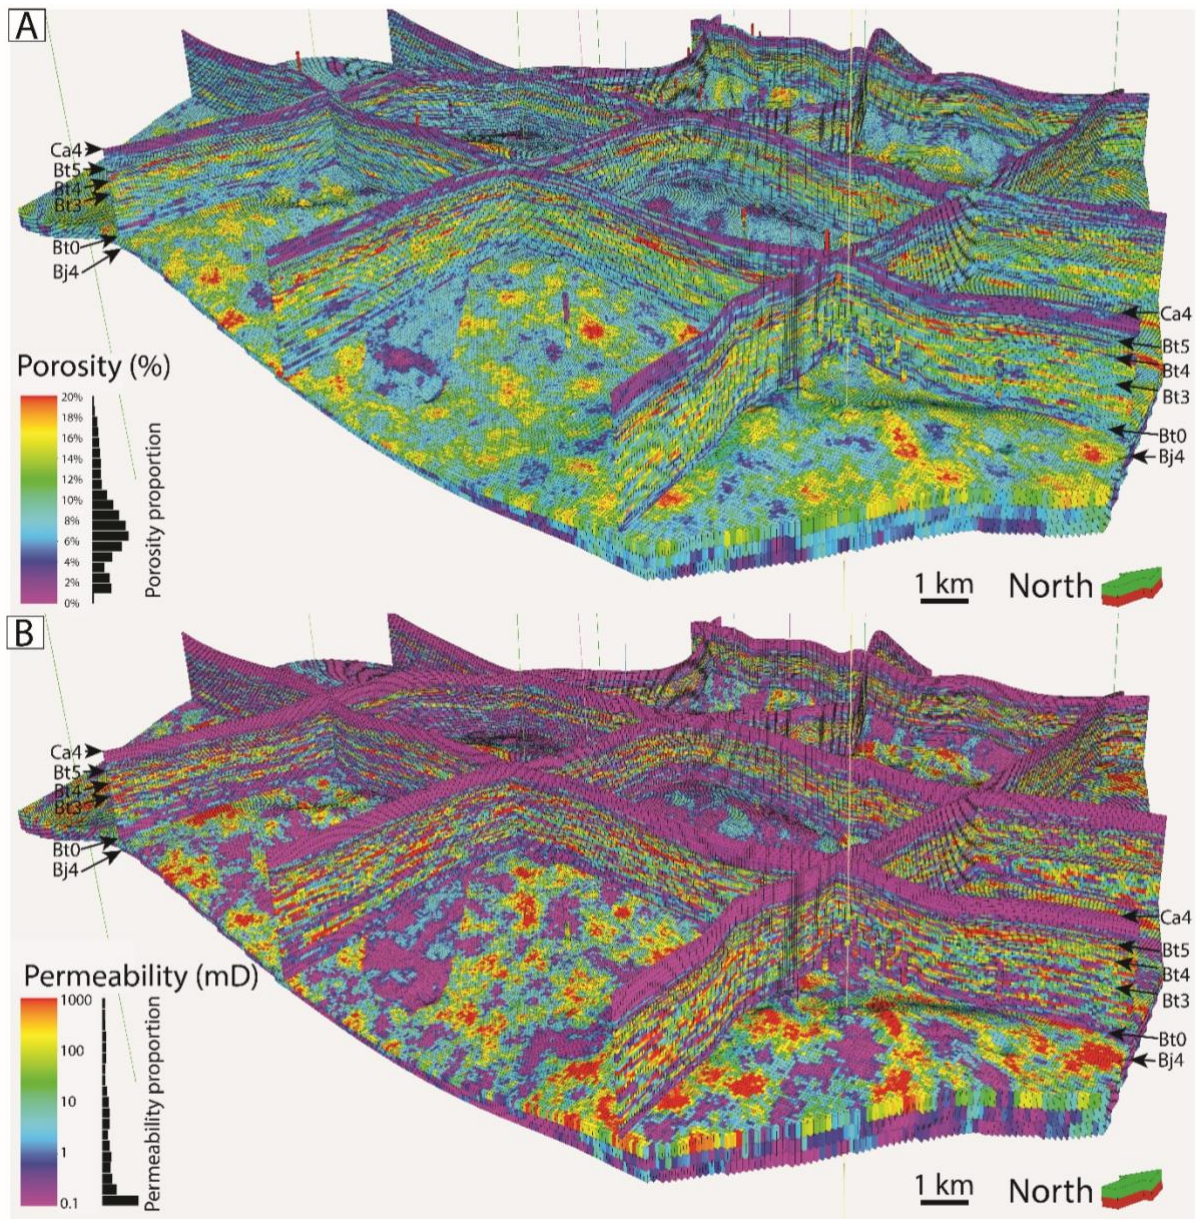 A
Ca4
Bt5
Bt4
Bt3
Bt0
Bj4
Ca4
Bt5
Bt4
Bt3
Bt0
Bj4
Porosity (%)
20%
18%
16%
14%
12%
10%
8%
6%
4%
2%
0%
Porosity proportion
1 km
North
B
Ca4
Bt5
Bt4
Bt3
Bt0
Bj4
Ca4
Bt5
Bt4
Bt3
Bt0
Bj4
Permeability (mD)
1000
100
10
1
0.1
Permeability proportion
1 km
North